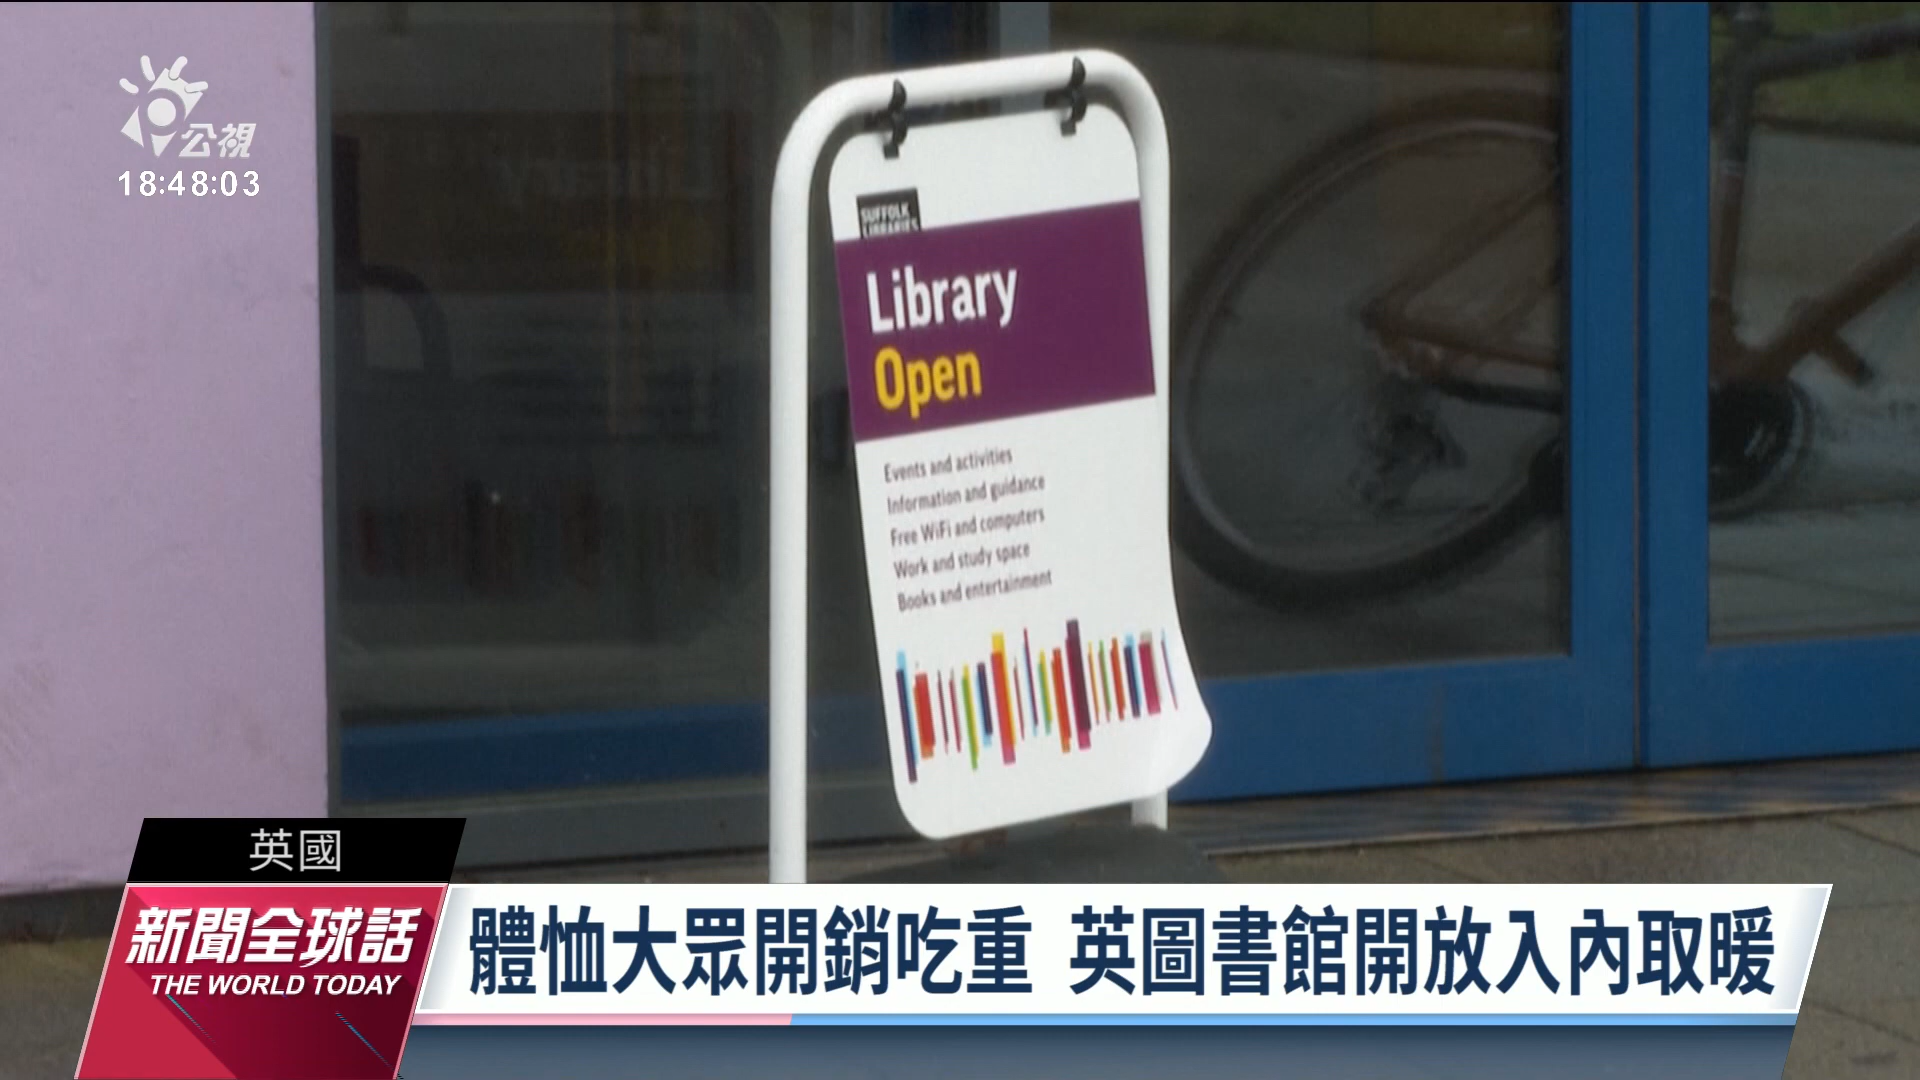 公視
18:48:03
SUFFOLK
LIBRARIES
Library
Open
Events and activities
Information and guidance
Free WiFi and computers
Work and study space
Books and entertainment
英國
新聞全球話
THE WORLD TODAY
體恤大眾開銷吃重 英圖書館開放入內取暖